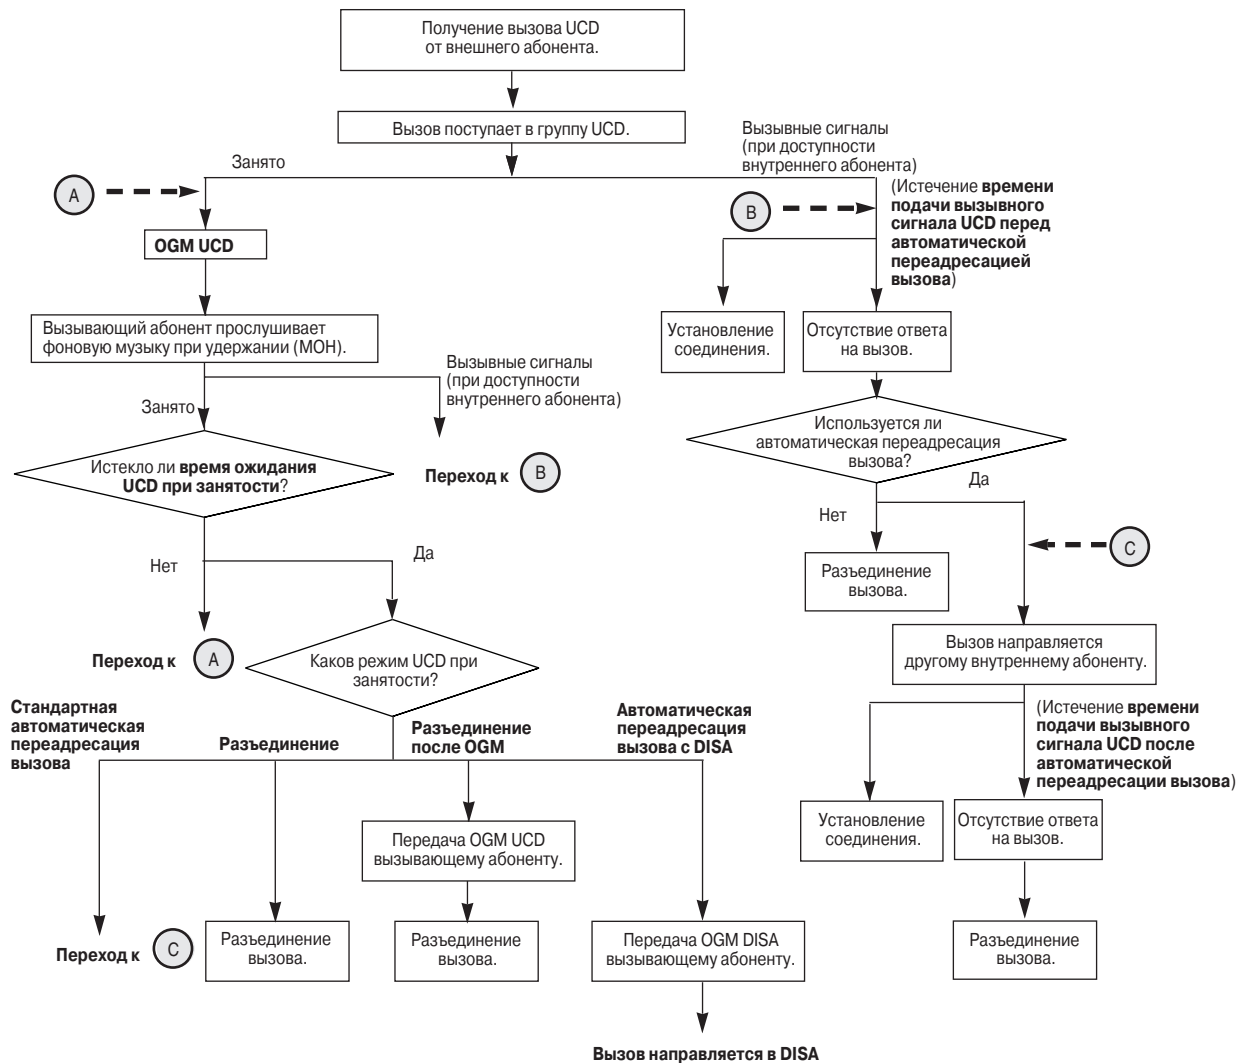 Получение вызова UCD
от внешнего абонента.
Вызов поступает в группу UCD.
Вызывные сигналы
(при доступности
внутреннего абонента)
Занято
A
B
(Истечение времени
подачи вызывного
сигнала UCD перед
автоматической
переадресацией
вызова)
OGM UCD
Вызывающий абонент прослушивает
фоновую музыку при удержании (MOH).
Установление
соединения.
Отсутствие ответа
на вызов.
Вызывные сигналы
(при доступности
внутреннего абонента)
Занято
Используется ли
автоматическая переадресация
вызова?
Истекло ли время ожидания
UCD при занятости?
Переход к B
Да
Нет
C
Нет
Да
Разъединение
вызова.
Вызов направляется
другому внутреннему абоненту.
Переход к A
Каков режим UCD при
занятости?
Стандартная
автоматическая
переадресация
вызова
Разъединение
Разъединение
после OGM
Автоматическая
переадресация
вызова с DISA
(Истечение времени
подачи вызывного
сигнала UCD после
автоматической
переадресации вызова)
Установление
соединения.
Отсутствие ответа
на вызов.
Передача OGM UCD
вызывающему абоненту.
Переход к C
Разъединение
вызова.
Разъединение
вызова.
Передача OGM DISA
вызывающему абоненту.
Разъединение
вызова.
Вызов направляется в DISA